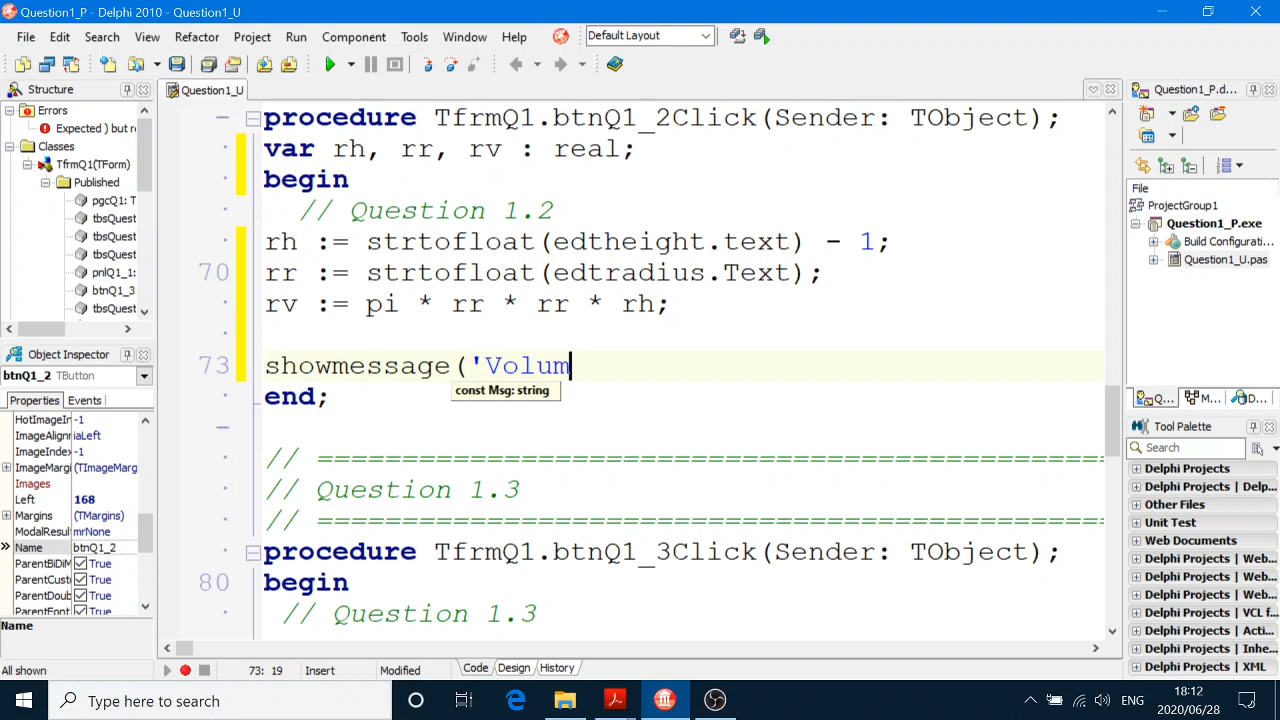 Question1_P - Delphi 2010 - Question1_U
File Edit Search View Refactor Project Run Component Tools Window Help Default Layout
Structure
Question1_U
Question1_P.d...
Errors
Expected ) but r
Classes
TfrmQ1(TForm)
Published
pgcQ1: T
tbsQuest
tbsQuest
tbsQuest
pnlQ1_1:
btnQ1_3
tbsQuest
procedure TfrmQ1.btnQ1_2Click(Sender: TObject);
var rh, rr, rv : real;
begin
// Question 1.2
rh := strtofloat(edtheight.text) - 1;
70 rr := strtofloat(edtradius.Text);
rv := pi * rr * rr * rh;
73 showmessage('Volum
const Msg: string
end;
// ==============================================
// Question 1.3
// ==============================================
procedure TfrmQ1.btnQ1_3Click(Sender: TObject);
80 begin
// Question 1.3
Object Inspector
btnQ1_2 TButton
Properties Events
HotImageIn -1
ImageAlignn iaLeft
ImageIndex -1
ImageMargi (TImageMarg
Images
Left 168
Margins (TMargins)
ModalResul mrNone
Name btnQ1_2
ParentBiDiM True
ParentCust True
ParentDoub True
ParentFont True
Name
All shown
73: 19 Insert Modified Code Design History
File
ProjectGroup1
Question1_P.exe
Build Configurati...
Question1_U.pas
Q... M... D...
Tool Palette
Search
Delphi Projects
Delphi Projects | Delp...
Other Files
Unit Test
Web Documents
Delphi Projects | Web...
Delphi Projects | Web...
Delphi Projects | Web...
Delphi Projects | VCL f...
Delphi Projects | Acti...
Delphi Projects | Inhe...
Delphi Projects | XML
Type here to search
ENG
18:12
2020/06/28